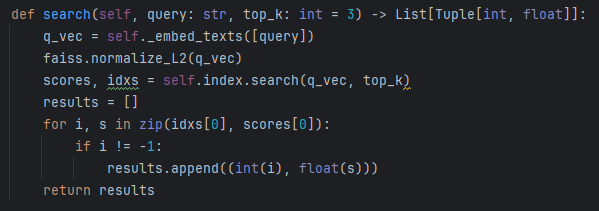 def search(self, query: str, top_k: int = 3) -> List[Tuple[int, float]]:
    q_vec = self._embed_texts([query])
    faiss.normalize_L2(q_vec)
    scores, idxs = self.index.search(q_vec, top_k)
    results = []
    for i, s in zip(idxs[0], scores[0]):
        if i != -1:
            results.append((int(i), float(s)))
    return results